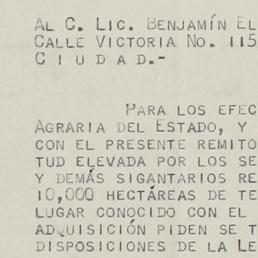 AL C. LIC. BENJAMÍN EL
CALLE VICTORIA NO. 115
C I U D A D.-
PARA LOS EFEC
AGRARIA DEL ESTADO, Y
CON EL PRESENTE REMITO
TUD ELEVADA POR LOS SE
Y DEMÁS SIGANTARIOS RE
10,000 HECTÁREAS DE TE
LUGAR CONOCIDO CON EL
ADQUISICIÓN PIDEN SE T
DISPOSICIONES DE LA LE